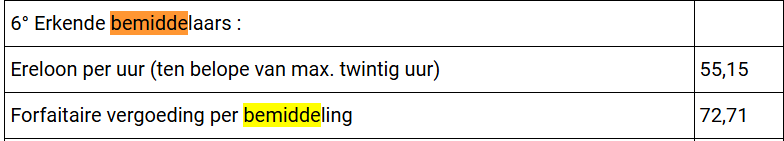 6° Erkende bemiddelaars :
Ereloon per uur (ten belope van max. twintig uur) 55,15
Forfaitaire vergoeding per bemiddeling 72,71